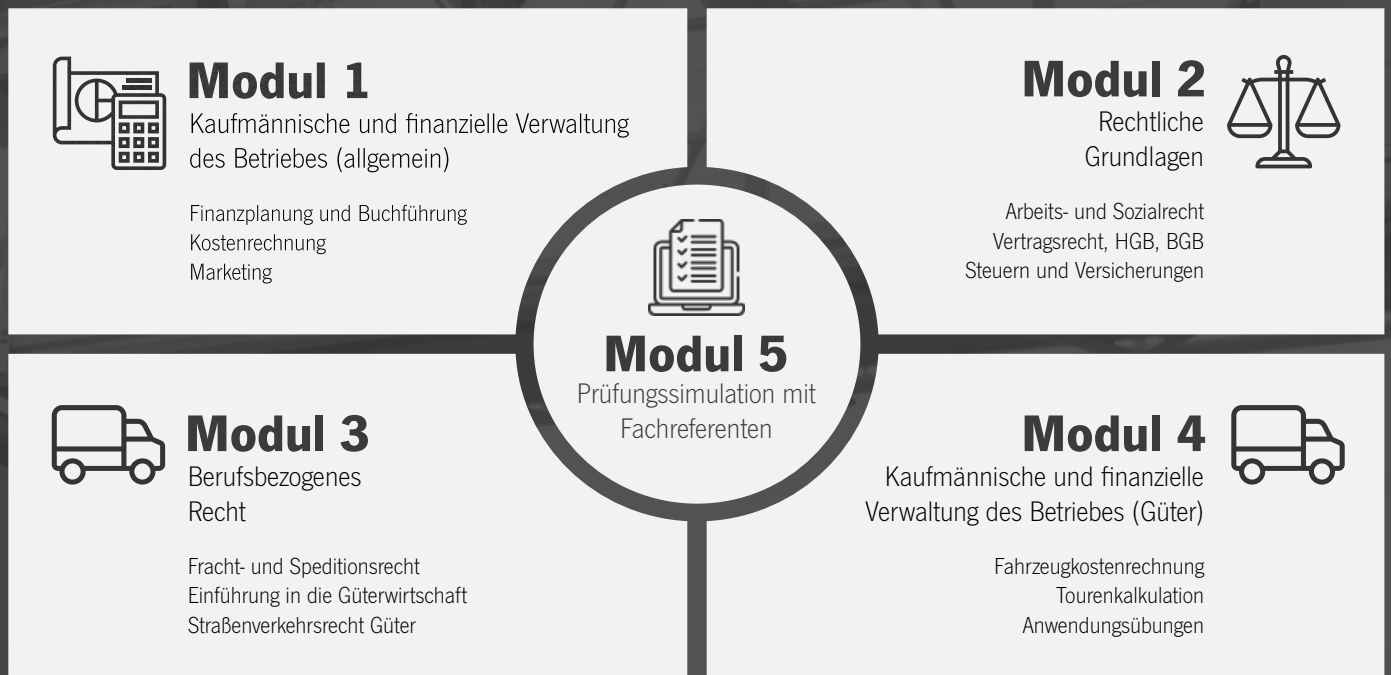 Modul 1
Kaufmännische und finanzielle Verwaltung
des Betriebes (allgemein)
Finanzplanung und Buchführung
Kostenrechnung
Marketing
Modul 2
Rechtliche
Grundlagen
Arbeits- und Sozialrecht
Vertragsrecht, HGB, BGB
Steuern und Versicherungen
Modul 5
Prüfungssimulation mit
Fachreferenten
Modul 3
Berufsbezogenes
Recht
Fracht- und Speditionsrecht
Einführung in die Güterwirtschaft
Straßenverkehrsrecht Güter
Modul 4
Kaufmännische und finanzielle
Verwaltung des Betriebes (Güter)
Fahrzeugkostenrechnung
Tourenkalkulation
Anwendungsübungen